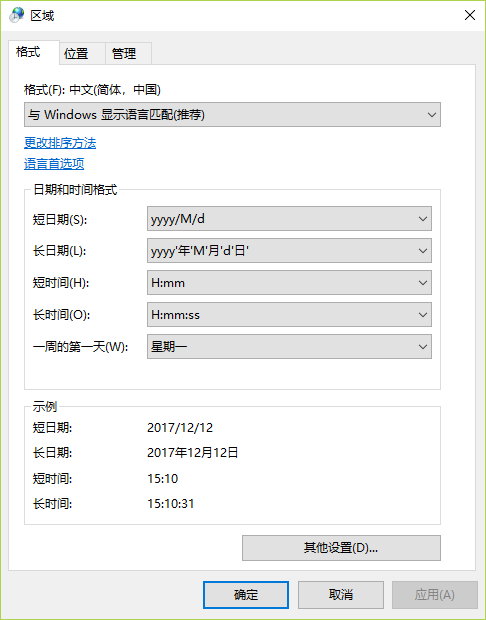 区域
格式 位置 管理
格式(F): 中文(简体，中国)
与 Windows 显示语言匹配(推荐)
更改排序方法
语言首选项
日期和时间格式
短日期(S): yyyy/M/d
长日期(L): yyyy'年'M'月'd'日'
短时间(H): H:mm
长时间(O): H:mm:ss
一周的第一天(W): 星期一
示例
短日期: 2017/12/12
长日期: 2017年12月12日
短时间: 15:10
长时间: 15:10:31
其他设置(D)...
确定 取消 应用(A)